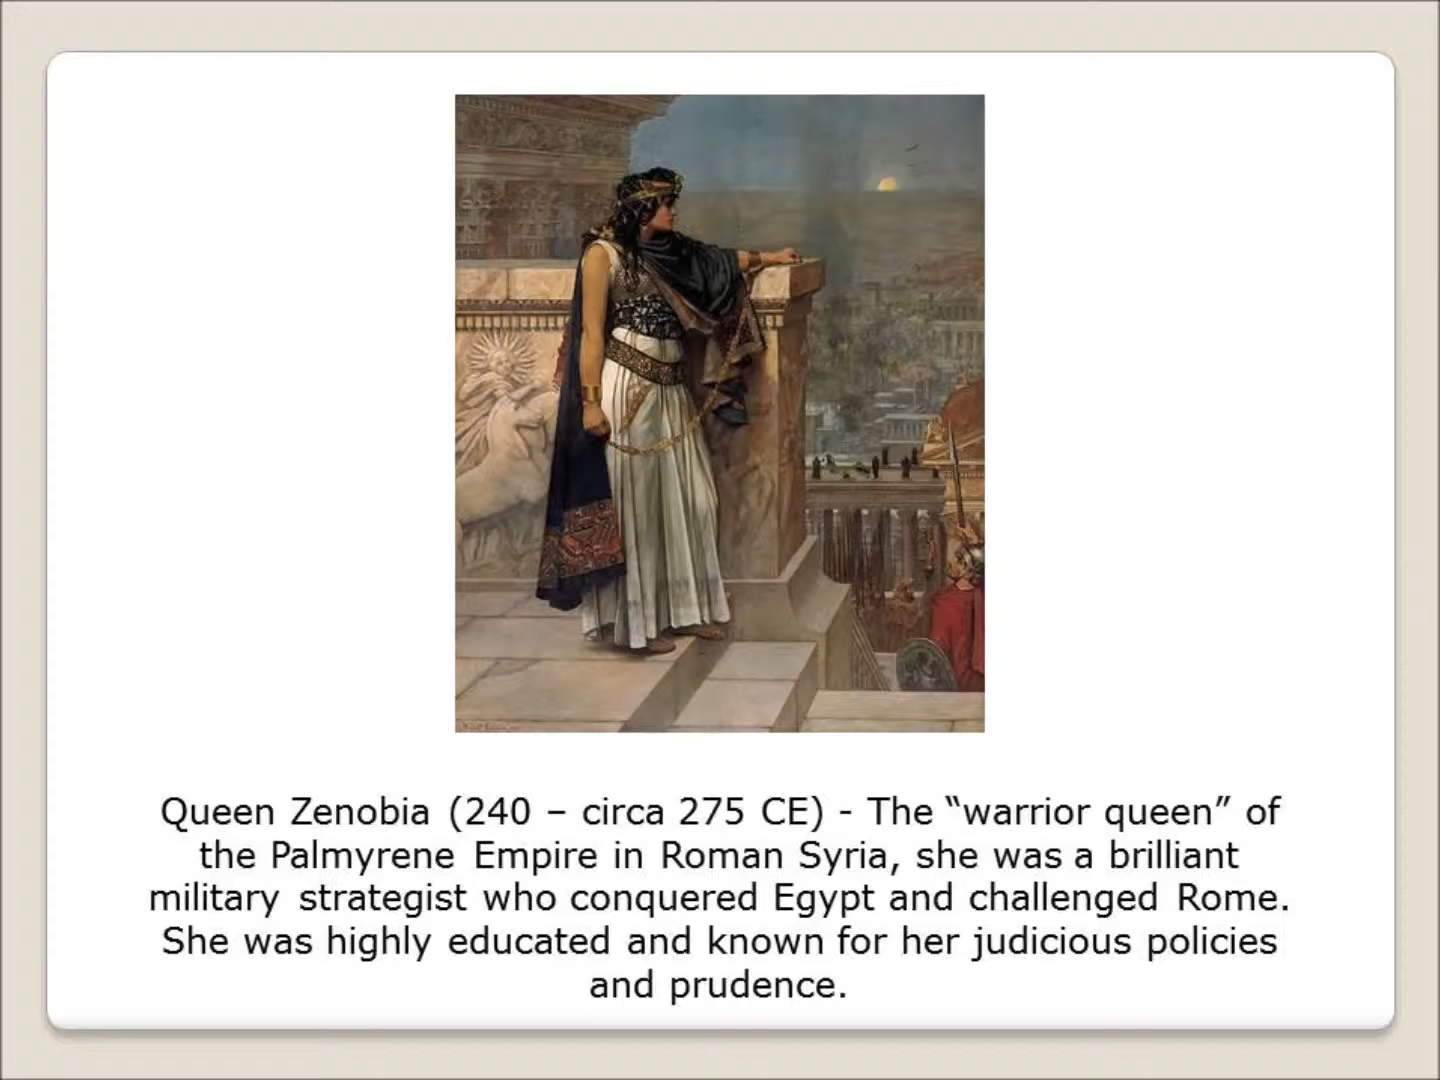 Queen Zenobia (240 – circa 275 CE) - The “warrior queen” of
the Palmyrene Empire in Roman Syria, she was a brilliant
military strategist who conquered Egypt and challenged Rome.
She was highly educated and known for her judicious policies
and prudence.